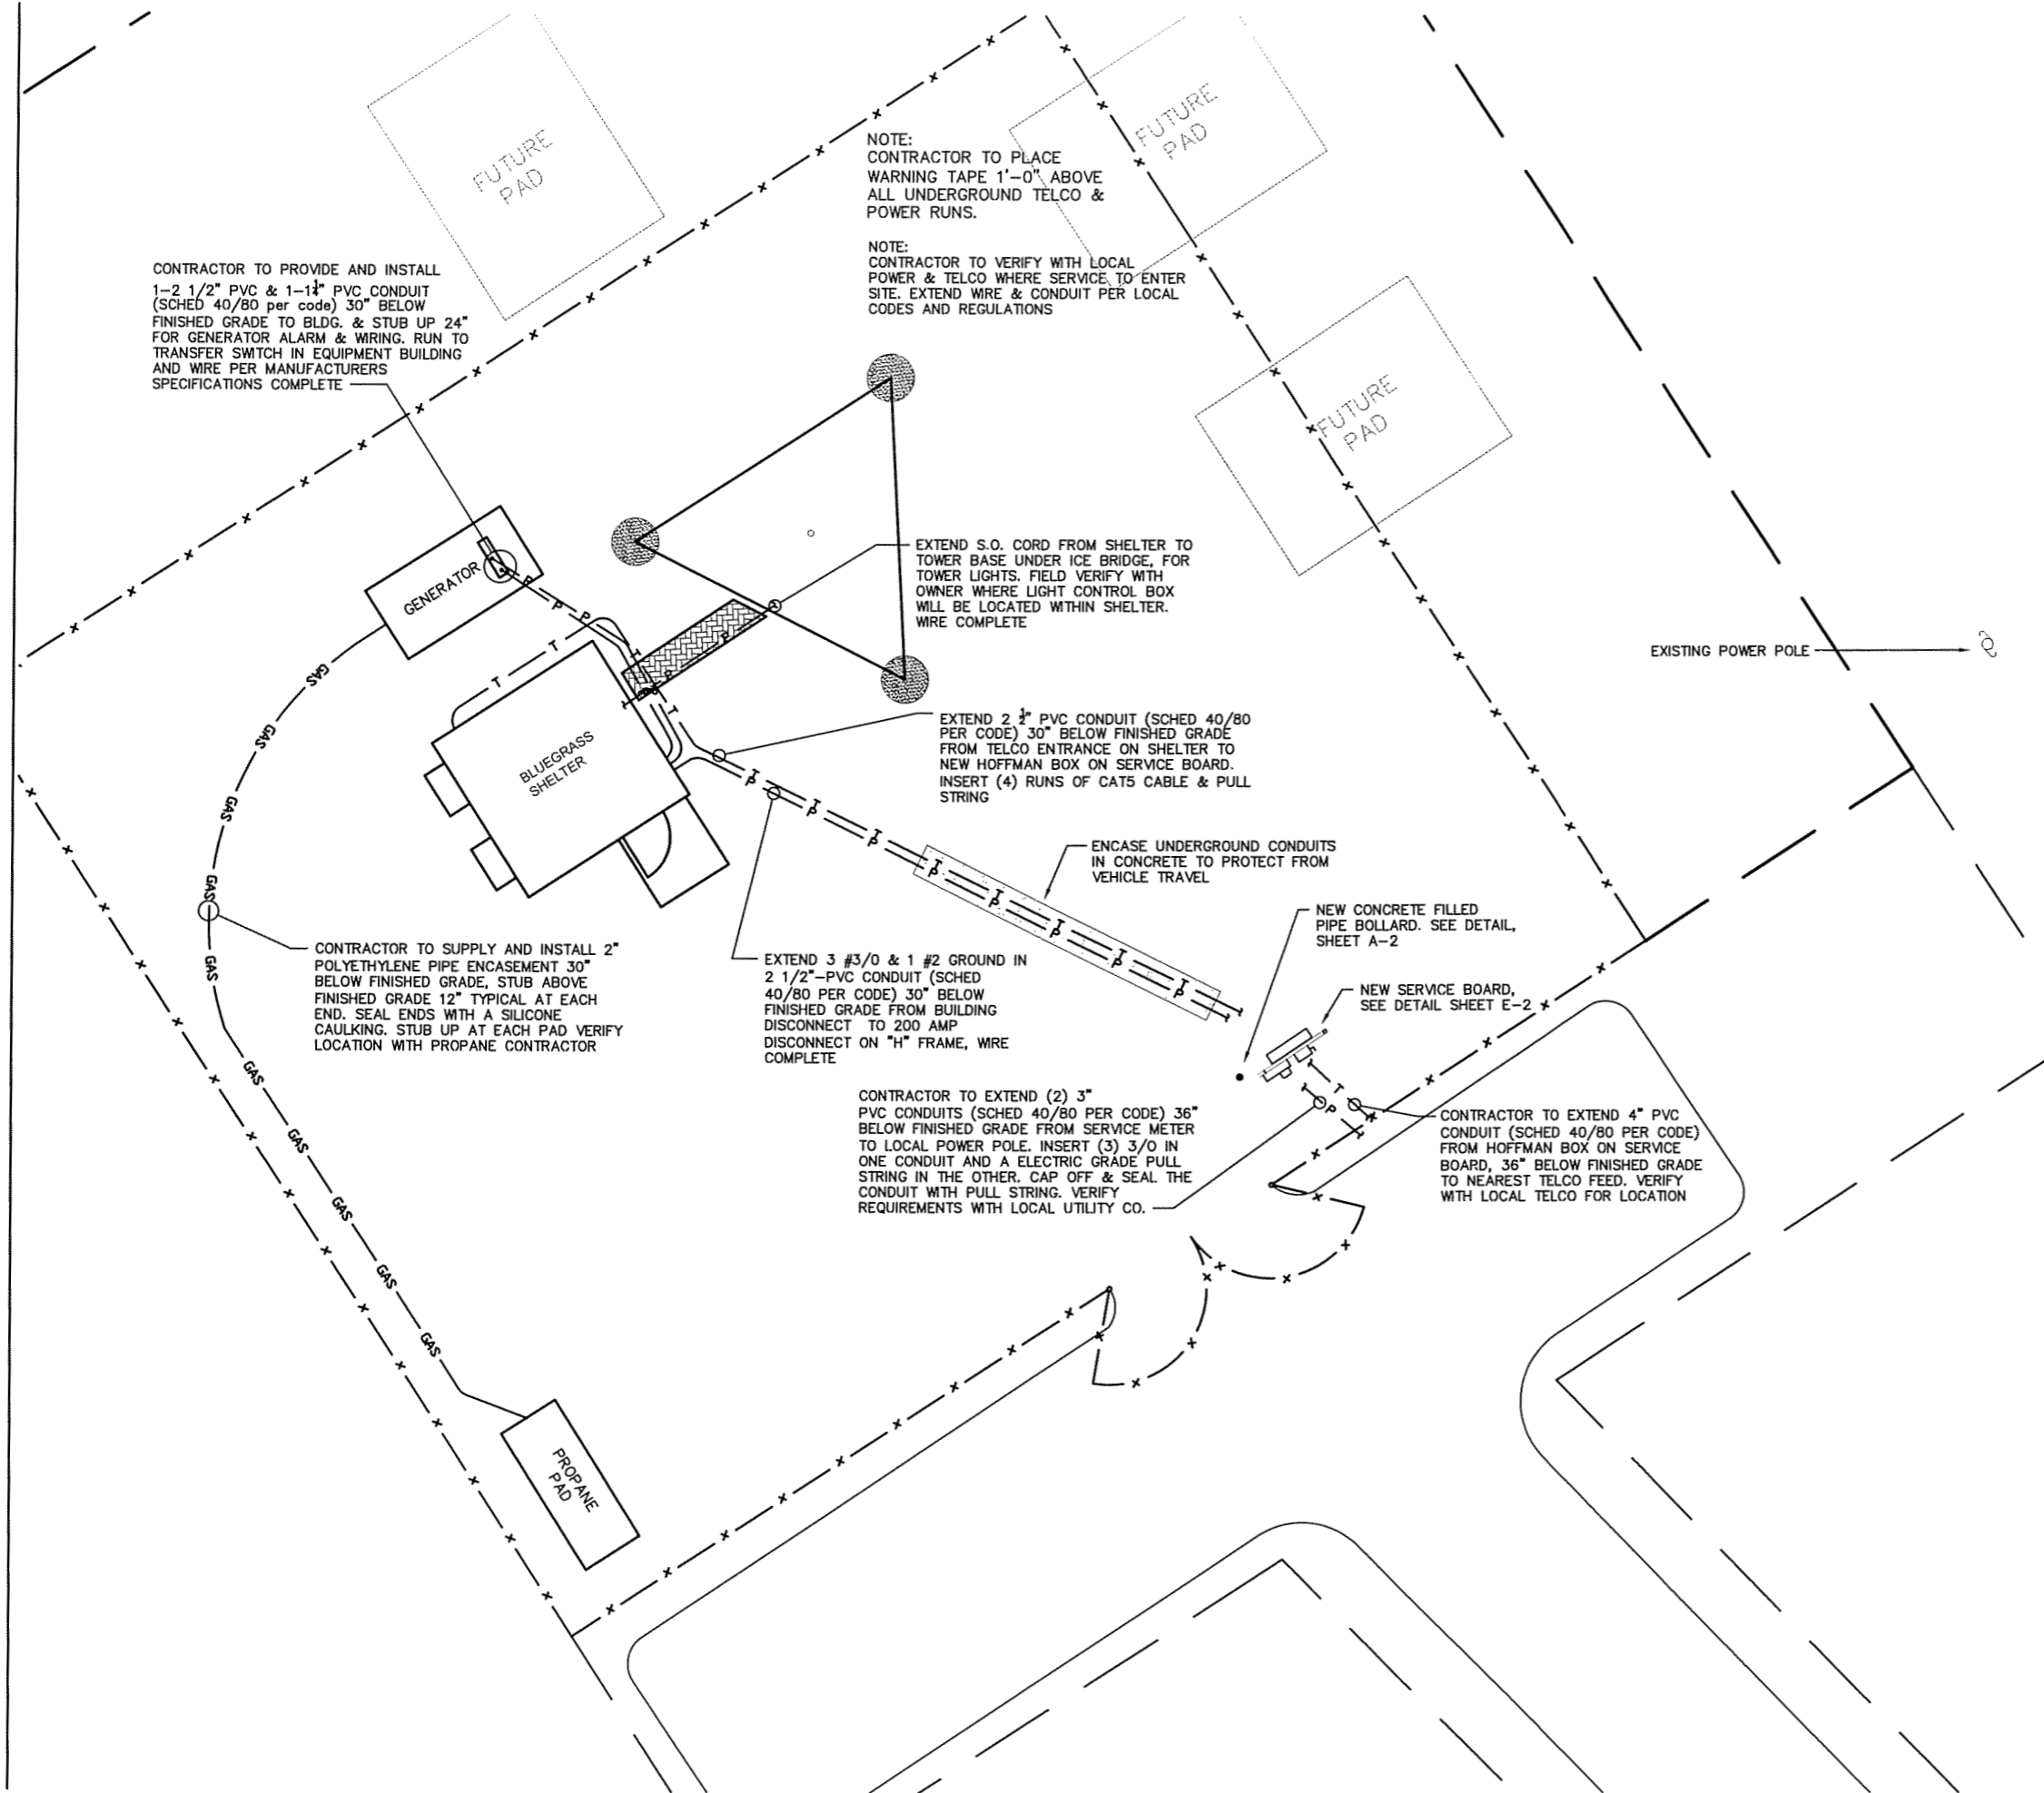 FUTURE
PAD
FUTURE
PAD
NOTE:
CONTRACTOR TO PLACE
WARNING TAPE 1'-0" ABOVE
ALL UNDERGROUND TELCO &
POWER RUNS.
NOTE:
CONTRACTOR TO VERIFY WITH LOCAL
POWER & TELCO WHERE SERVICE TO ENTER
SITE. EXTEND WIRE & CONDUIT PER LOCAL
CODES AND REGULATIONS
CONTRACTOR TO PROVIDE AND INSTALL
1-2 1/2" PVC & 1-1¼" PVC CONDUIT
(SCHED 40/80 per code) 30" BELOW
FINISHED GRADE TO BLDG. & STUB UP 24"
FOR GENERATOR ALARM & WIRING. RUN TO
TRANSFER SWITCH IN EQUIPMENT BUILDING
AND WIRE PER MANUFACTURERS
SPECIFICATIONS COMPLETE
FUTURE
PAD
GENERATOR
EXTEND S.O. CORD FROM SHELTER TO
TOWER BASE UNDER ICE BRIDGE, FOR
TOWER LIGHTS. FIELD VERIFY WITH
OWNER WHERE LIGHT CONTROL BOX
WILL BE LOCATED WITHIN SHELTER.
WIRE COMPLETE
EXISTING POWER POLE
BLUEGRASS
SHELTER
EXTEND 2 ½" PVC CONDUIT (SCHED 40/80
PER CODE) 30" BELOW FINISHED GRADE
FROM TELCO ENTRANCE ON SHELTER TO
NEW HOFFMAN BOX ON SERVICE BOARD.
INSERT (4) RUNS OF CAT5 CABLE & PULL
STRING
ENCASE UNDERGROUND CONDUITS
IN CONCRETE TO PROTECT FROM
VEHICLE TRAVEL
NEW CONCRETE FILLED
PIPE BOLLARD. SEE DETAIL,
SHEET A-2
CONTRACTOR TO SUPPLY AND INSTALL 2"
POLYETHYLENE PIPE ENCASEMENT 30"
BELOW FINISHED GRADE, STUB ABOVE
FINISHED GRADE 12" TYPICAL AT EACH
END. SEAL ENDS WITH A SILICONE
CAULKING. STUB UP AT EACH PAD VERIFY
LOCATION WITH PROPANE CONTRACTOR
EXTEND 3 #3/0 & 1 #2 GROUND IN
2 1/2"-PVC CONDUIT (SCHED
40/80 PER CODE) 30" BELOW
FINISHED GRADE FROM BUILDING
DISCONNECT TO 200 AMP
DISCONNECT ON "H" FRAME, WIRE
COMPLETE
NEW SERVICE BOARD,
SEE DETAIL SHEET E-2
CONTRACTOR TO EXTEND (2) 3"
PVC CONDUITS (SCHED 40/80 PER CODE) 36"
BELOW FINISHED GRADE FROM SERVICE METER
TO LOCAL POWER POLE. INSERT (3) 3/0 IN
ONE CONDUIT AND A ELECTRIC GRADE PULL
STRING IN THE OTHER. CAP OFF & SEAL THE
CONDUIT WITH PULL STRING. VERIFY
REQUIREMENTS WITH LOCAL UTILITY CO.
CONTRACTOR TO EXTEND 4" PVC
CONDUIT (SCHED 40/80 PER CODE)
FROM HOFFMAN BOX ON SERVICE
BOARD, 36" BELOW FINISHED GRADE
TO NEAREST TELCO FEED. VERIFY
WITH LOCAL TELCO FOR LOCATION
GAS
GAS
GAS
GAS
GAS
GAS
GAS
GAS
GAS
GAS
PROPANE
PAD